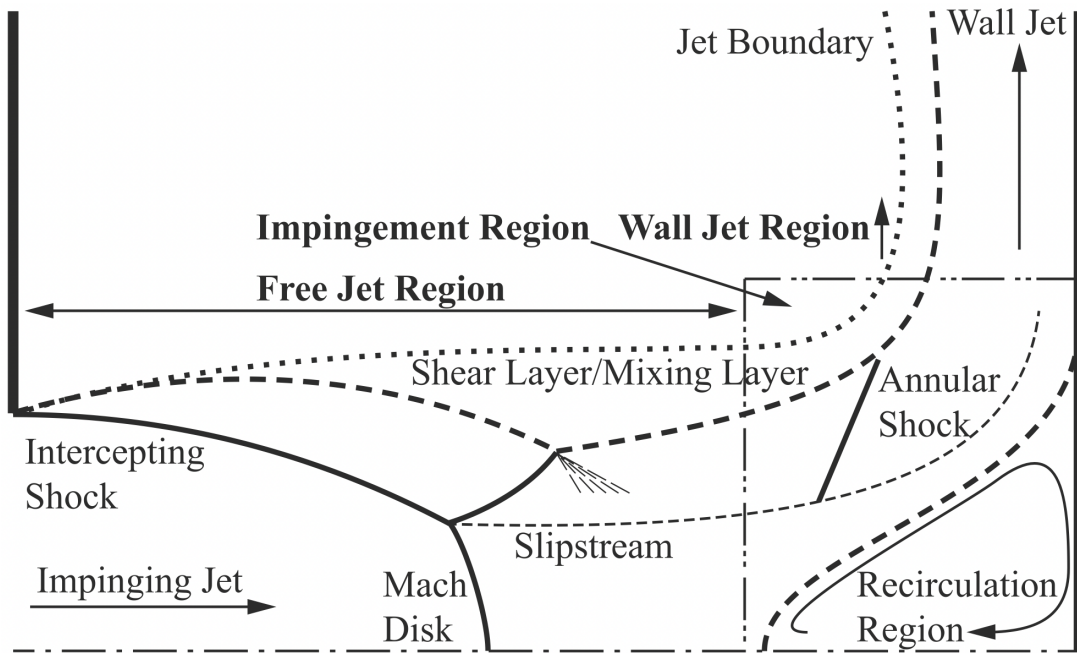 Wall Jet
Jet Boundary
Impingement Region
Wall Jet Region
Free Jet Region
Shear Layer/Mixing Layer
Annular
Shock
Intercepting
Shock
Slipstream
Impinging Jet
Mach
Disk
Recirculation
Region